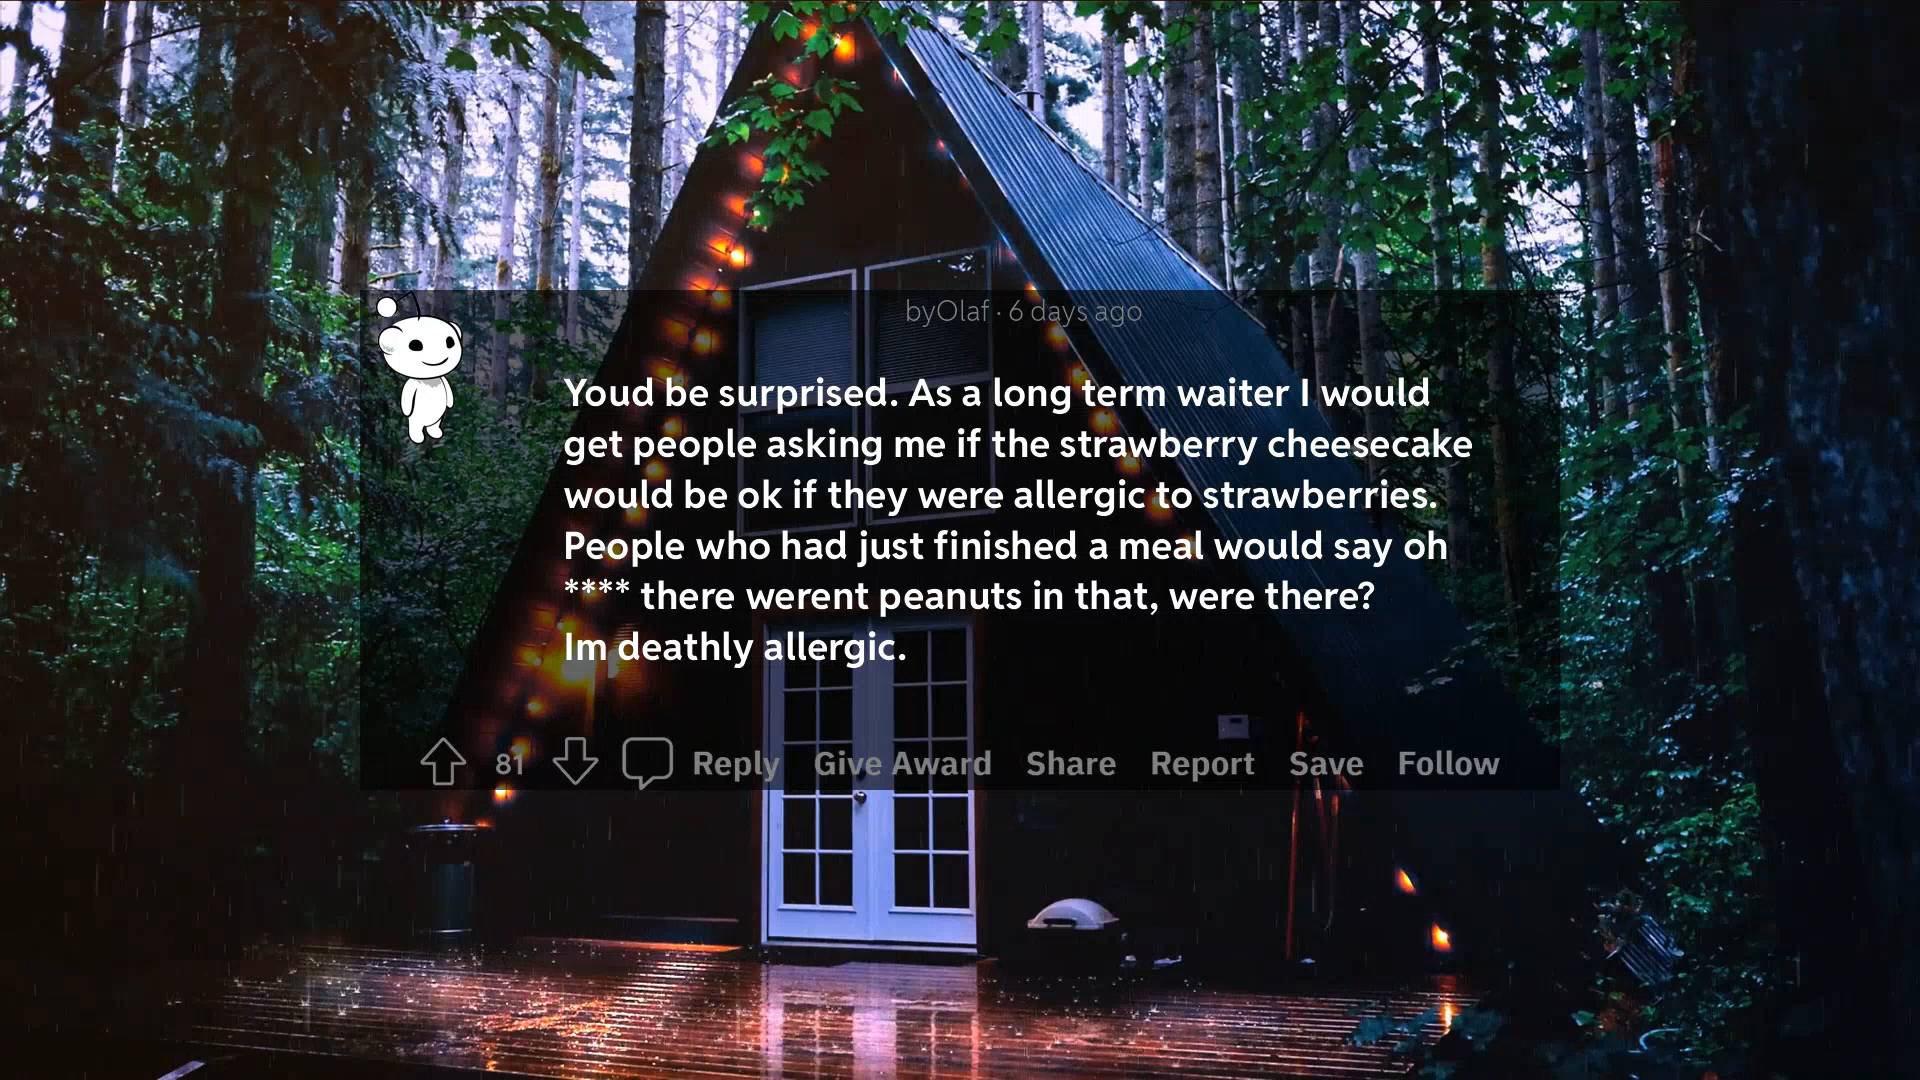 byOlaf · 6 days ago
Youd be surprised. As a long term waiter I would
get people asking me if the strawberry cheesecake
would be ok if they were allergic to strawberries.
People who had just finished a meal would say oh
**** there werent peanuts in that, were there?
Im deathly allergic.
81 Reply Give Award Share Report Save Follow